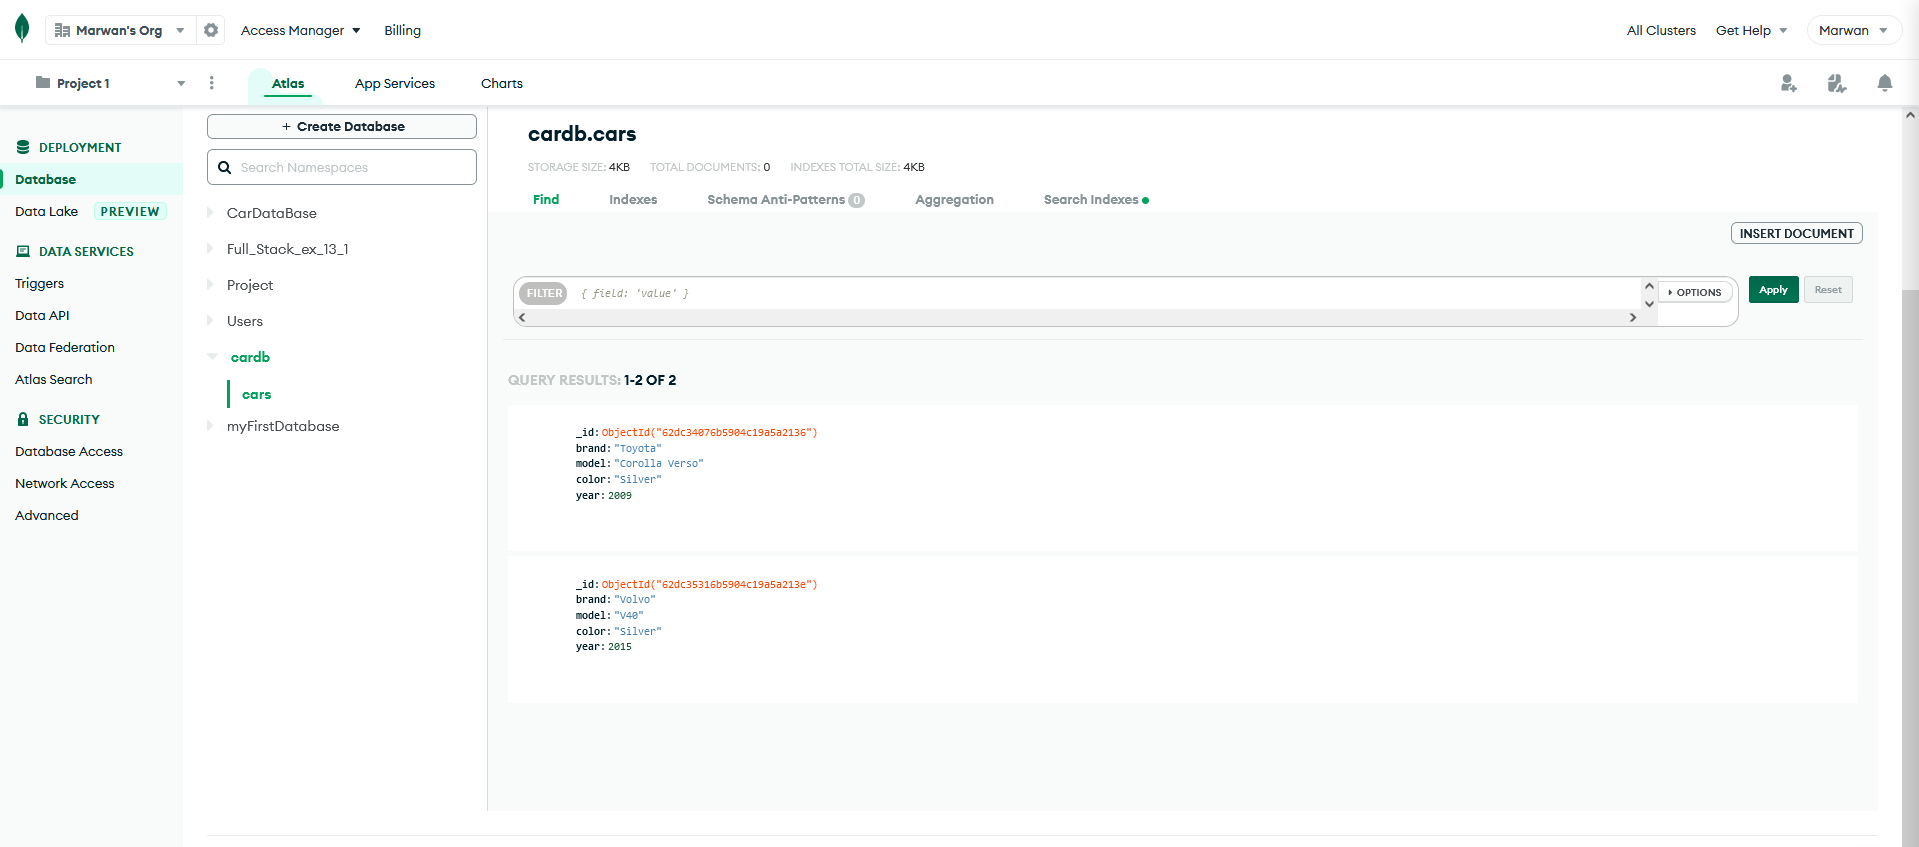 Marwan's Org
Access Manager
Billing
All Clusters
Get Help
Marwan
Project 1
Atlas
App Services
Charts
DEPLOYMENT
Database
Data Lake PREVIEW
DATA SERVICES
Triggers
Data API
Data Federation
Atlas Search
SECURITY
Database Access
Network Access
Advanced
+ Create Database
Search Namespaces
CarDataBase
Full_Stack_ex_13_1
Project
Users
cardb
cars
myFirstDatabase
cardb.cars
STORAGE SIZE: 4KB TOTAL DOCUMENTS: 0 INDEXES TOTAL SIZE: 4KB
Find Indexes Schema Anti-Patterns 0 Aggregation Search Indexes
INSERT DOCUMENT
FILTER { field: 'value' } OPTIONS Apply Reset
QUERY RESULTS: 1-2 OF 2
_id: ObjectId("62dc34076b5904c19a5a2136")
brand: "Toyota"
model: "Corolla Verso"
color: "Silver"
year: 2009
_id: ObjectId("62dc35316b5904c19a5a213e")
brand: "Volvo"
model: "V40"
color: "Silver"
year: 2015